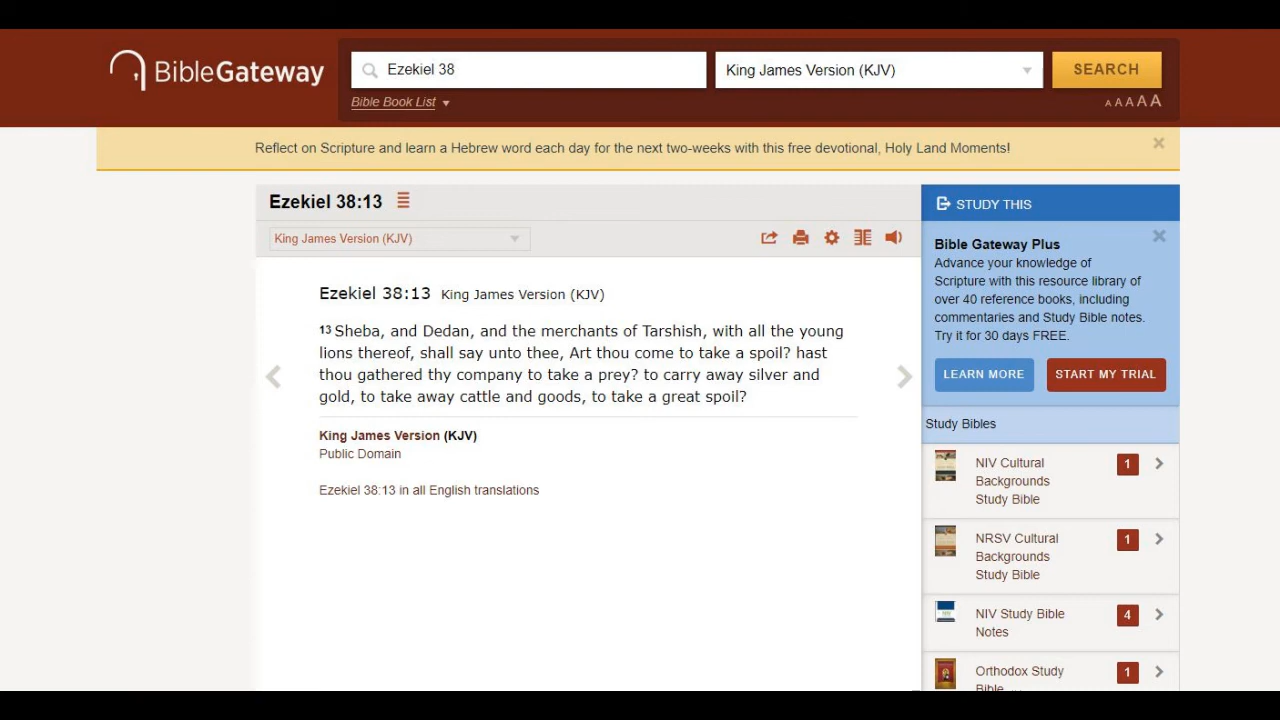 BibleGateway
Ezekiel 38
King James Version (KJV)
SEARCH
Bible Book List
A A A A A
Reflect on Scripture and learn a Hebrew word each day for the next two-weeks with this free devotional, Holy Land Moments!
Ezekiel 38:13
King James Version (KJV)
Ezekiel 38:13 King James Version (KJV)
13 Sheba, and Dedan, and the merchants of Tarshish, with all the young
lions thereof, shall say unto thee, Art thou come to take a spoil? hast
thou gathered thy company to take a prey? to carry away silver and
gold, to take away cattle and goods, to take a great spoil?
King James Version (KJV)
Public Domain
Ezekiel 38:13 in all English translations
STUDY THIS
Bible Gateway Plus
Advance your knowledge of
Scripture with this resource library of
over 40 reference books, including
commentaries and Study Bible notes.
Try it for 30 days FREE.
LEARN MORE
START MY TRIAL
Study Bibles
NIV Cultural
Backgrounds
Study Bible
1
NRSV Cultural
Backgrounds
Study Bible
1
NIV Study Bible
Notes
4
Orthodox Study
Bible
1